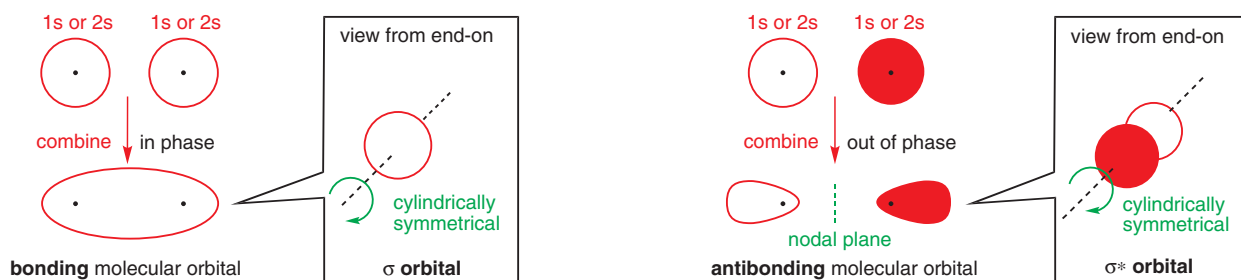 1s or 2s 1s or 2s
combine in phase
bonding molecular orbital
view from end-on
cylindrically
symmetrical
σ orbital
1s or 2s 1s or 2s
combine out of phase
nodal plane
antibonding molecular orbital
view from end-on
cylindrically
symmetrical
σ* orbital